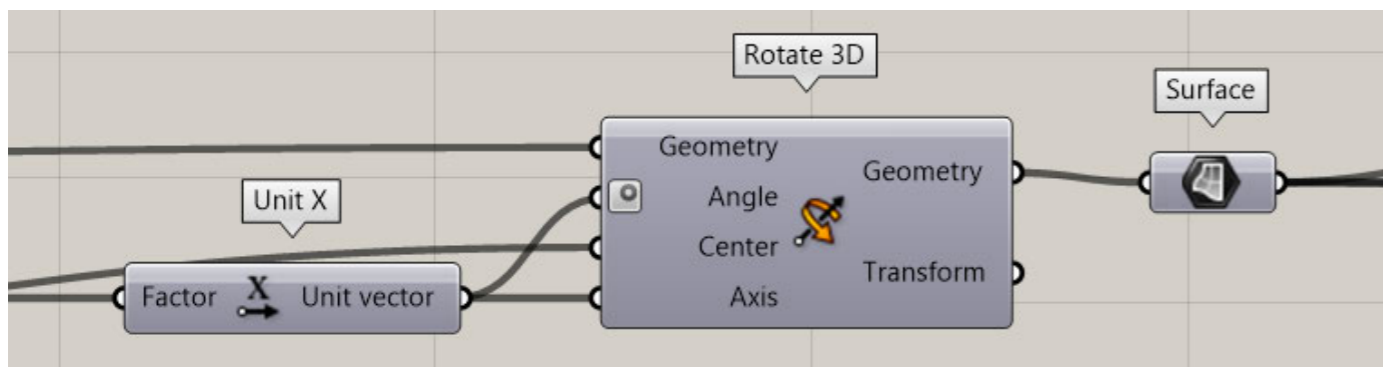 Rotate 3D
Surface
Unit X
Geometry
Angle
Center
Axis
Geometry
Transform
Factor
X
Unit vector